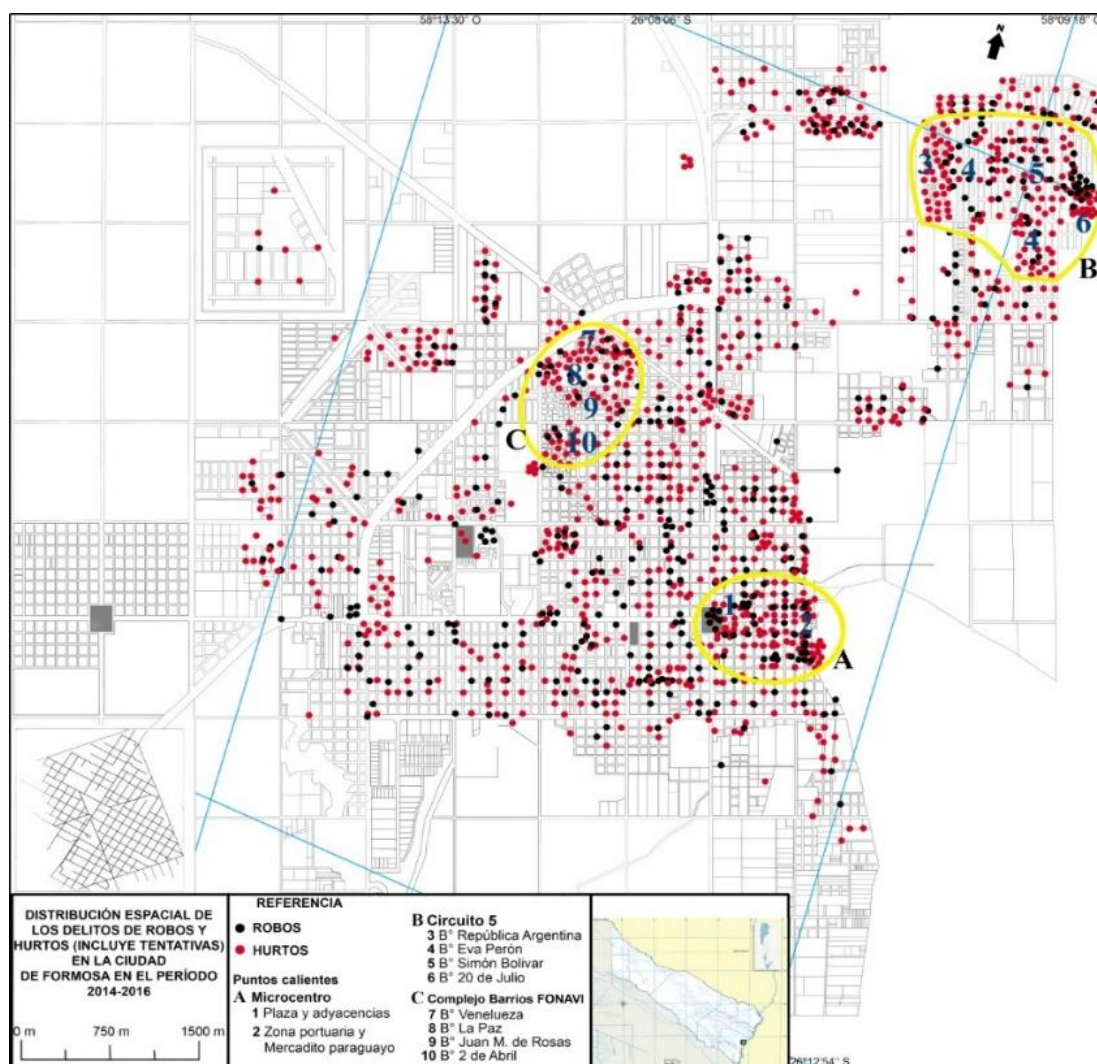 58°13'30'' O
26°08'06'' S
58°09'18'' O
N
3
4
5
6
4
B
7
8
9
10
C
1
2
A
DISTRIBUCIÓN ESPACIAL DE
LOS DELITOS DE ROBOS Y
HURTOS (INCLUYE TENTATIVAS)
EN LA CIUDAD
DE FORMOSA EN EL PERÍODO
2014-2016
0 m 750 m 1500 m
REFERENCIA
ROBOS
HURTOS
Puntos calientes
A Microcentro
1 Plaza y adyacencias
2 Zona portuaria y
Mercadito paraguayo
B Circuito 5
3 B° República Argentina
4 B° Eva Perón
5 B° Simón Bolivar
6 B° 20 de Julio
C Complejo Barrios FONAVI
7 B° Venelueza
8 B° La Paz
9 B° Juan M. de Rosas
10 B° 2 de Abril
26°12'54'' S